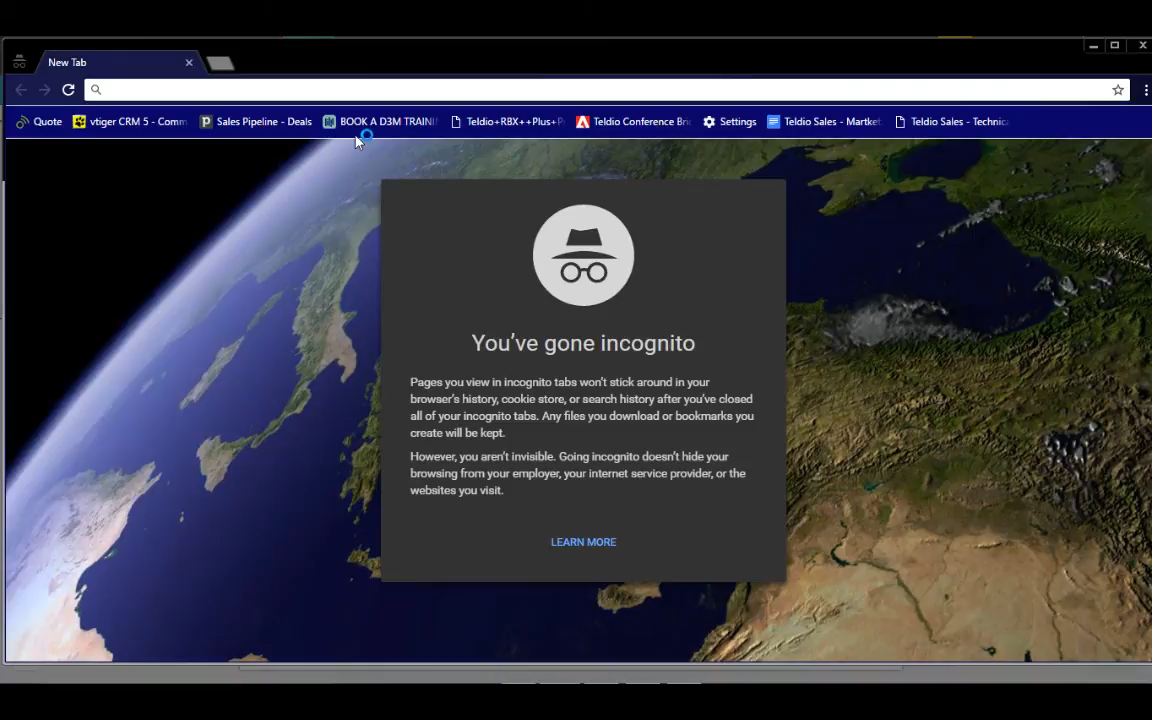 New Tab
Quote vtiger CRM 5 - Comm Sales Pipeline - Deals BOOK A D3M TRAINI Teldio+RBX++Plus+P Teldio Conference Bri Settings Teldio Sales - Market Teldio Sales - Technica
You've gone incognito
Pages you view in incognito tabs won't stick around in your
browser's history, cookie store, or search history after you've closed
all of your incognito tabs. Any files you download or bookmarks you
create will be kept.
However, you aren't invisible. Going incognito doesn't hide your
browsing from your employer, your internet service provider, or the
websites you visit.
LEARN MORE